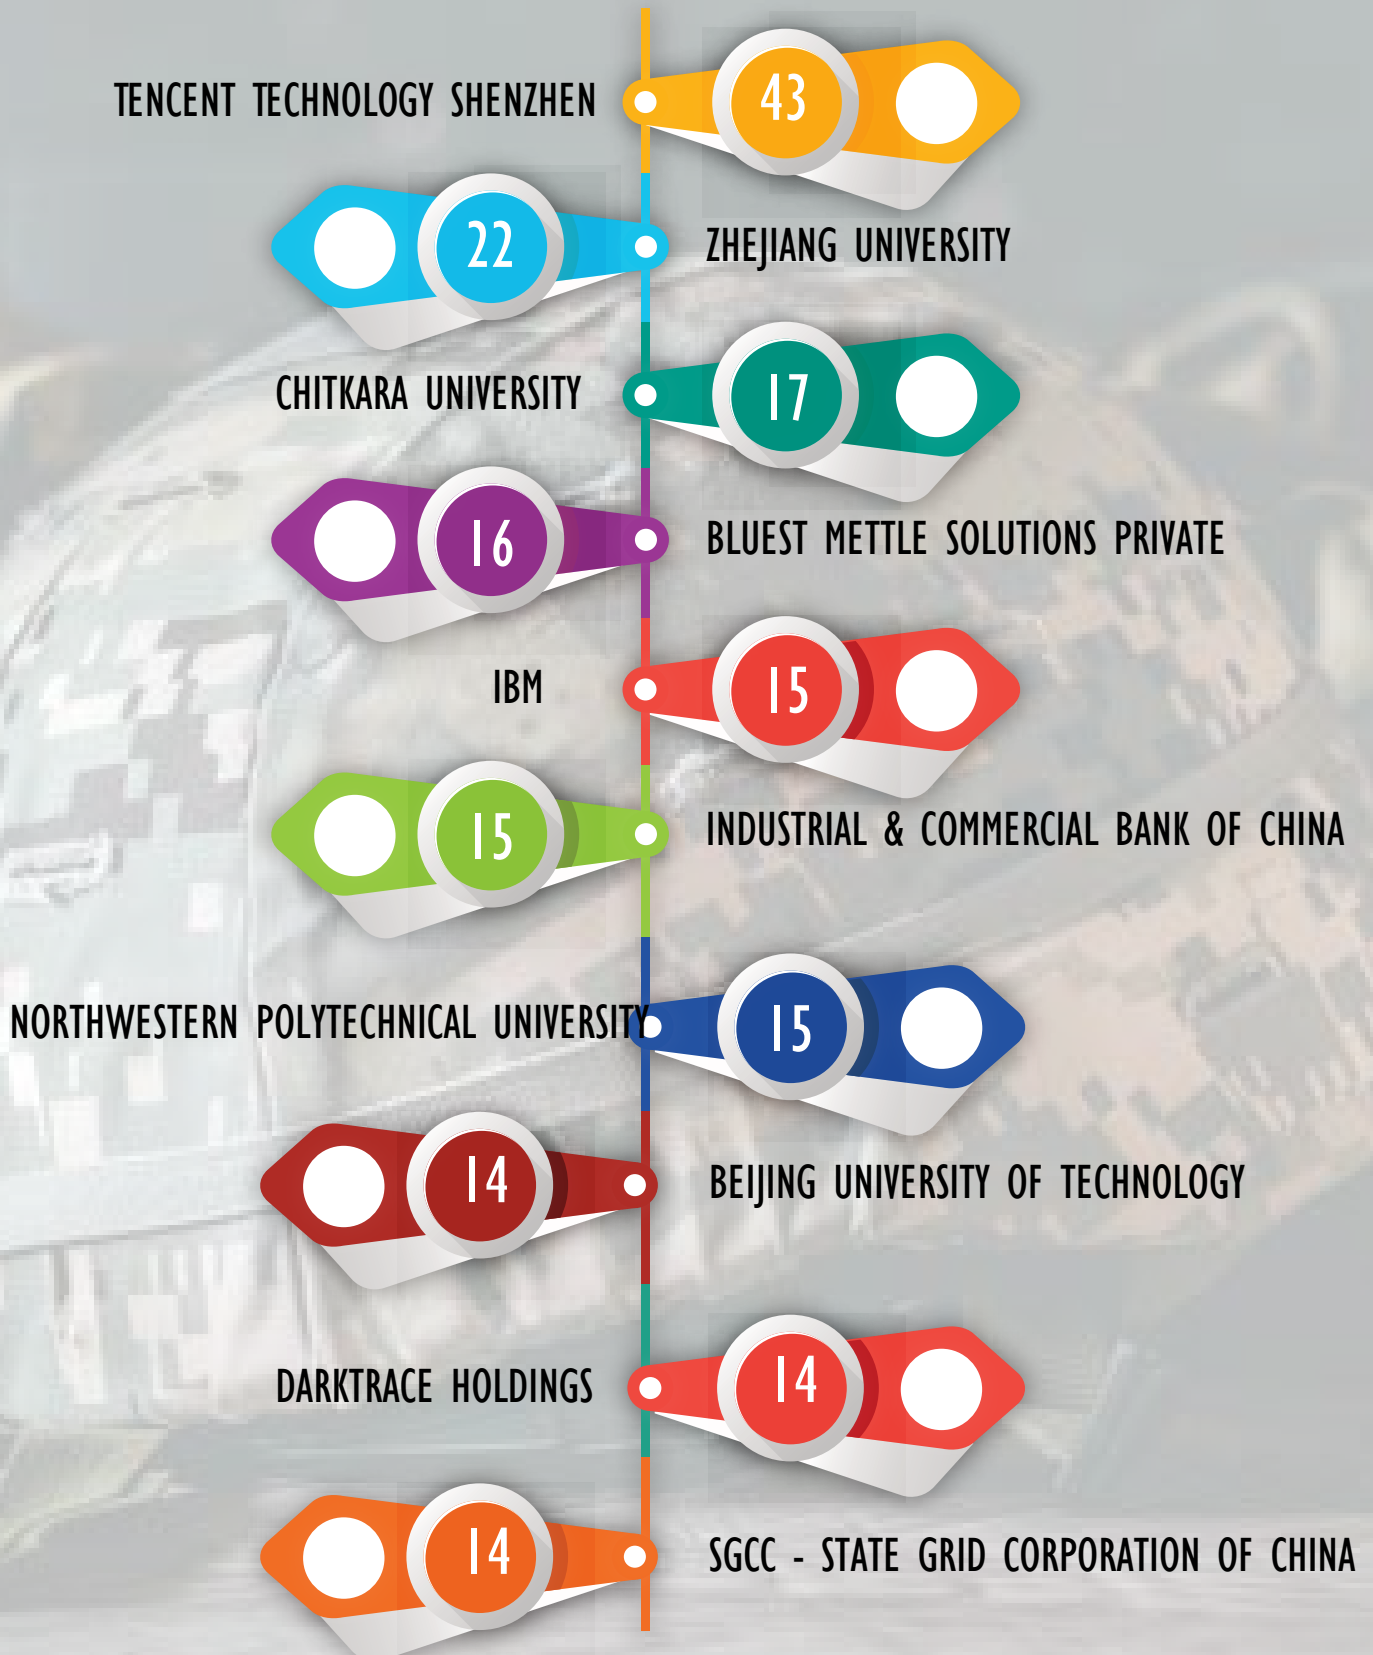 TENCENT TECHNOLOGY SHENZHEN 43
22 ZHEJIANG UNIVERSITY
CHITKARA UNIVERSITY 17
16 BLUEST METTLE SOLUTIONS PRIVATE
IBM 15
15 INDUSTRIAL & COMMERCIAL BANK OF CHINA
NORTHWESTERN POLYTECHNICAL UNIVERSITY 15
14 BEIJING UNIVERSITY OF TECHNOLOGY
DARKTRACE HOLDINGS 14
14 SGCC - STATE GRID CORPORATION OF CHINA